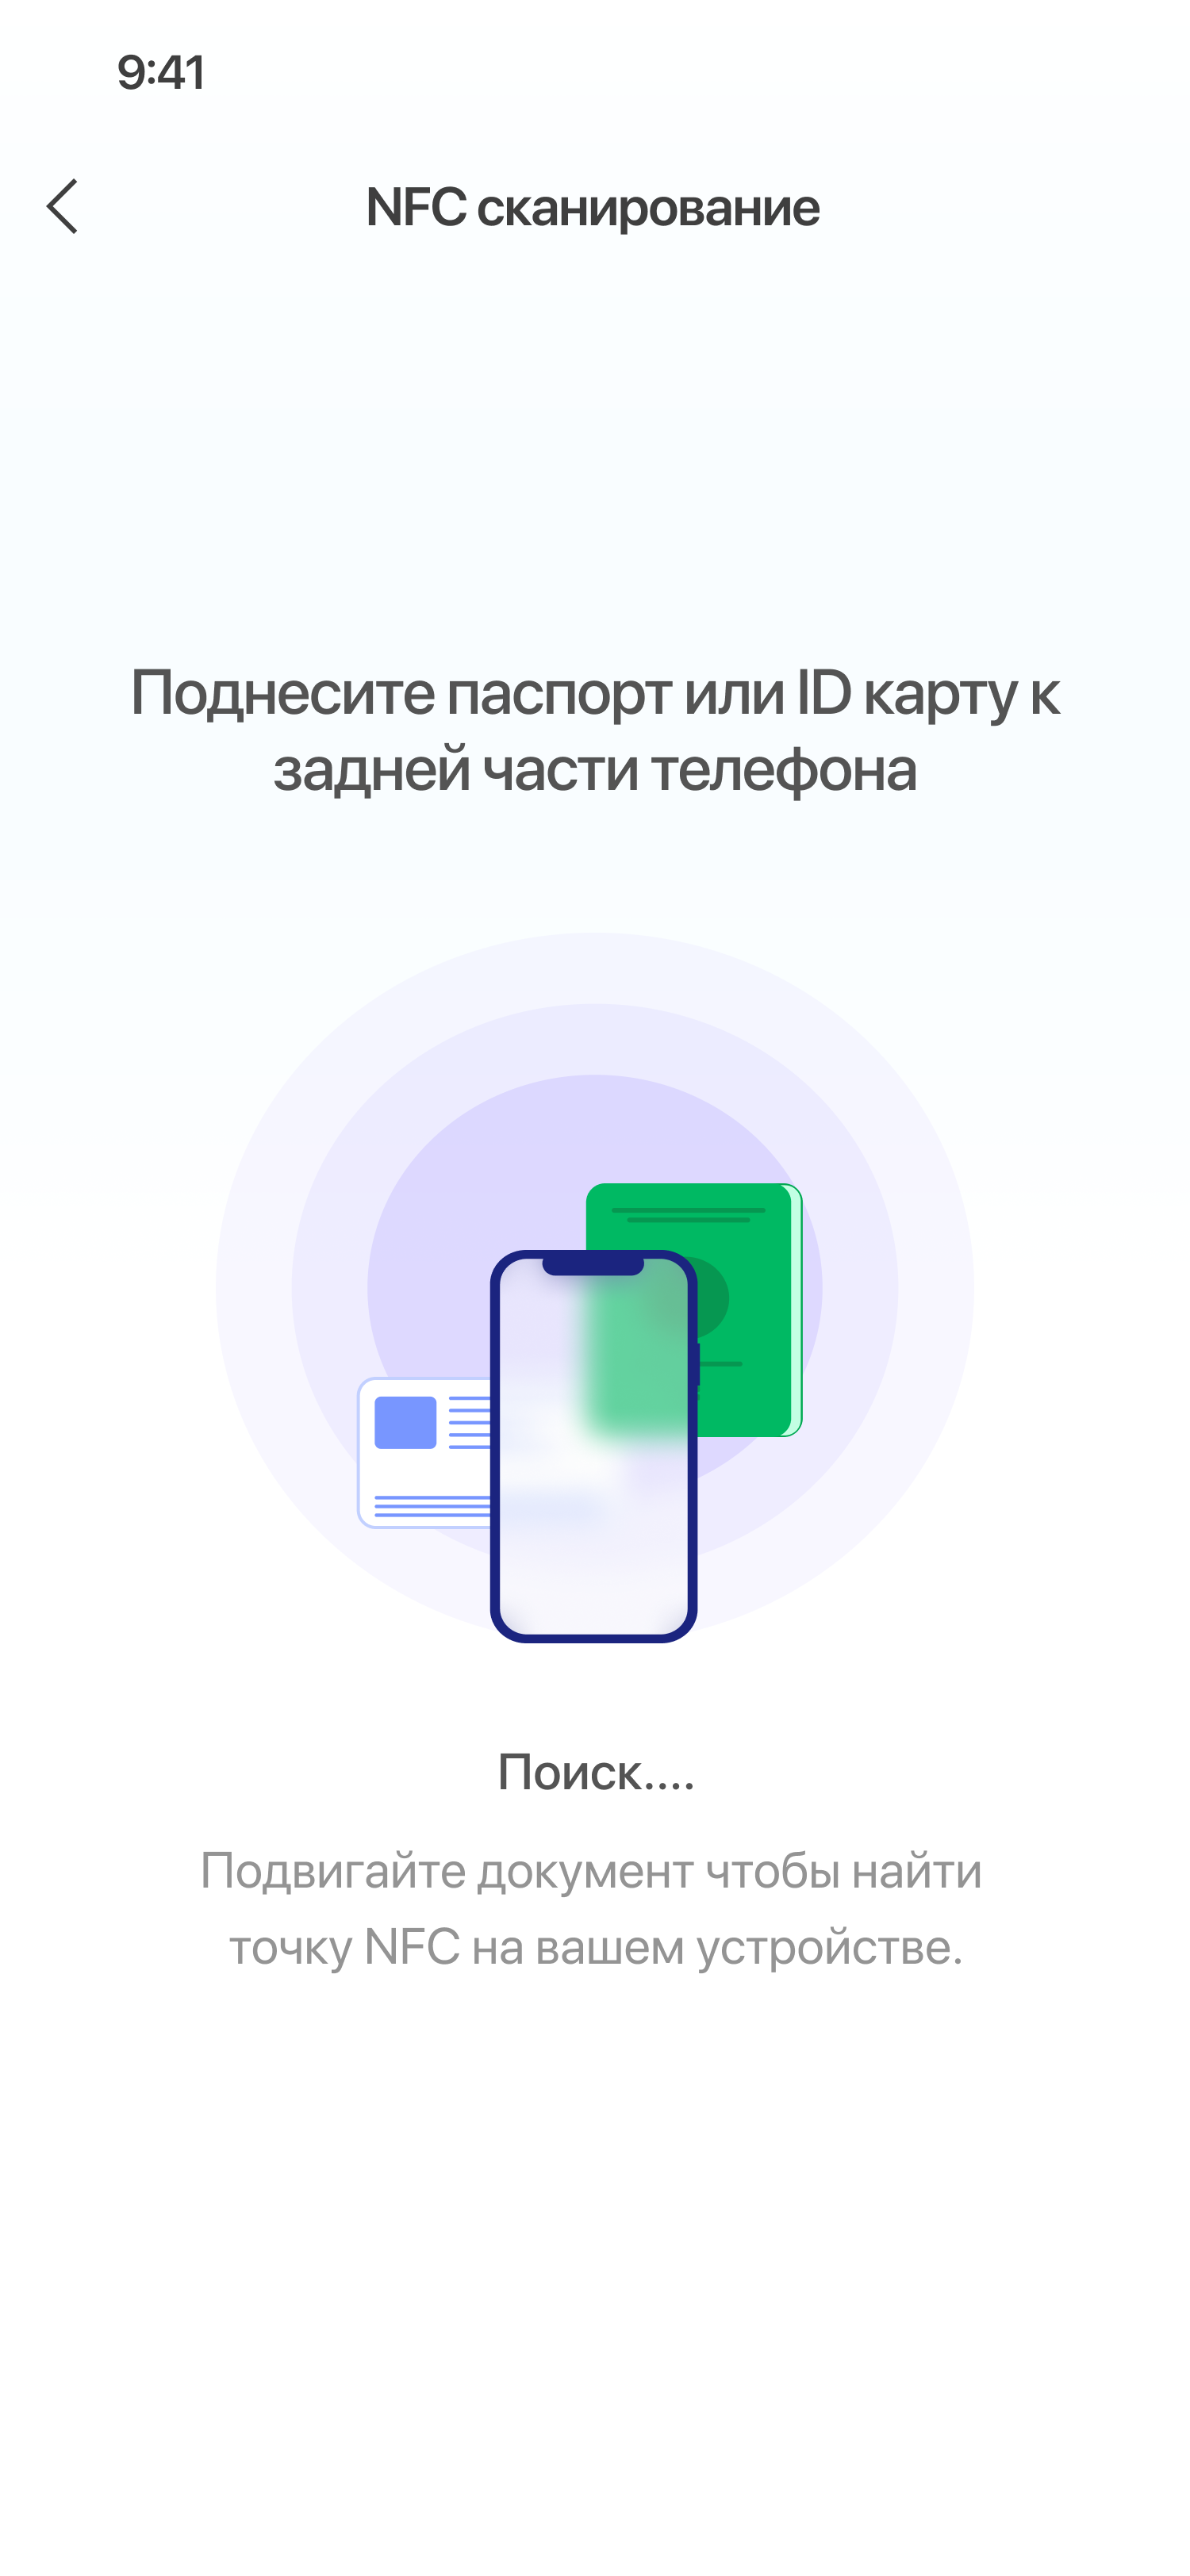 9:41
NFC сканирование
Поднесите паспорт или ID карту к
задней части телефона
Поиск....
Подвигайте документ чтобы найти
точку NFC на вашем устройстве.